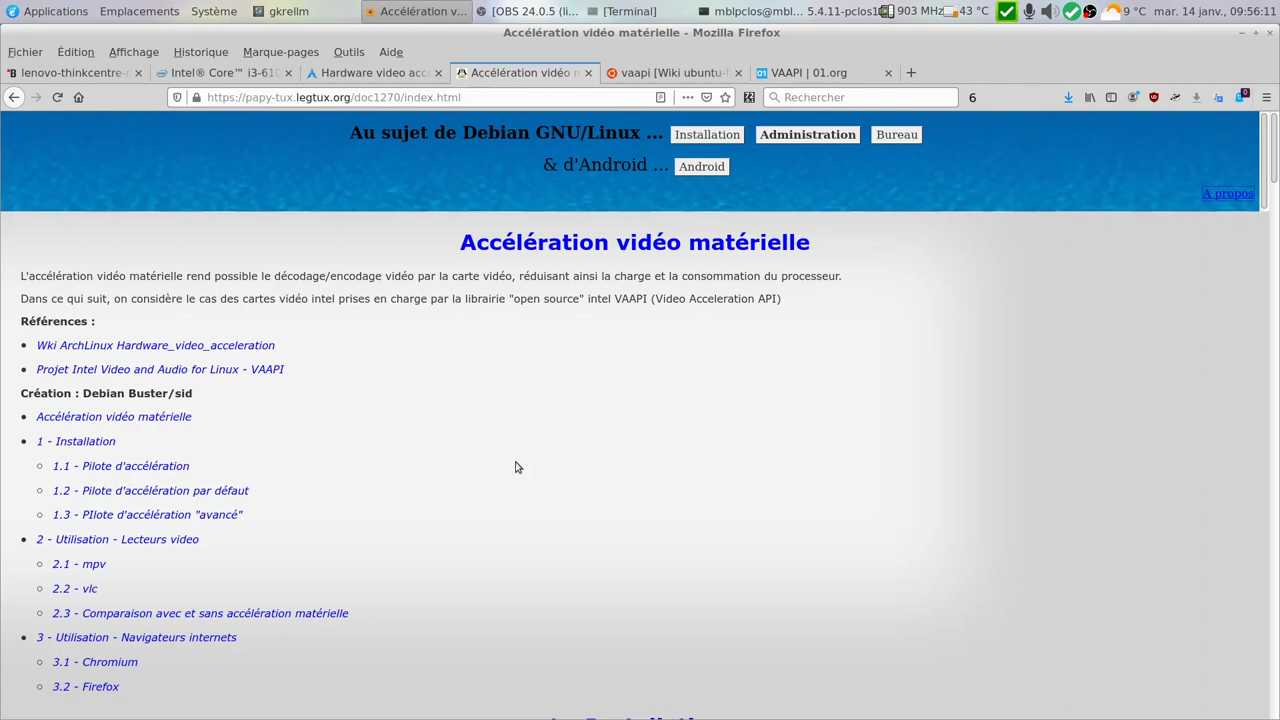 Applications Emplacements Système gkrellm Accélération v... [OBS 24.0.5 (li... [Terminal] mblpclos@mbl... 5.4.11-pclos1 903 MHz 43 °C 9 °C mar. 14 janv., 09:56:11
Accélération vidéo matérielle - Mozilla Firefox
Fichier Édition Affichage Historique Marque-pages Outils Aide
lenovo-thinkcentre- Intel® Core™ i3-610 Hardware video acce Accélération vidéo m vaapi [Wiki ubuntu-f VAAPI | 01.org
https://papy-tux.legtux.org/doc1270/index.html Rechercher 6 0
Au sujet de Debian GNU/Linux ... Installation Administration Bureau
& d'Android ... Android
A propos
Accélération vidéo matérielle
L'accélération vidéo matérielle rend possible le décodage/encodage vidéo par la carte vidéo, réduisant ainsi la charge et la consommation du processeur.
Dans ce qui suit, on considère le cas des cartes vidéo intel prises en charge par la librairie "open source" intel VAAPI (Video Acceleration API)
Références :
Wki ArchLinux Hardware_video_acceleration
Projet Intel Video and Audio for Linux - VAAPI
Création : Debian Buster/sid
Accélération vidéo matérielle
1 - Installation
1.1 - Pilote d'accélération
1.2 - Pilote d'accélération par défaut
1.3 - PIlote d'accélération "avancé"
2 - Utilisation - Lecteurs video
2.1 - mpv
2.2 - vlc
2.3 - Comparaison avec et sans accélération matérielle
3 - Utilisation - Navigateurs internets
3.1 - Chromium
3.2 - Firefox